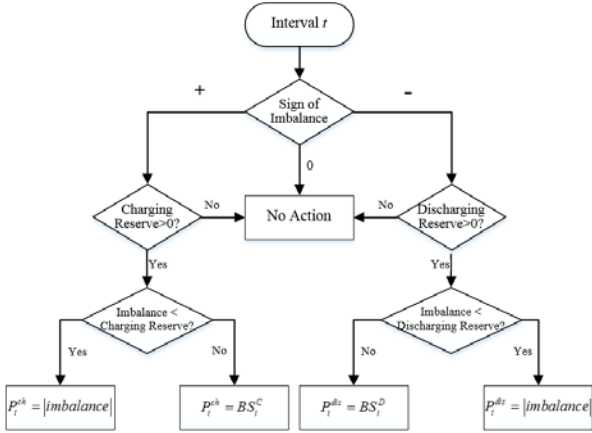 Interval t
+
-
Sign of
Imbalance
0
Charging
Reserve>0?
No
No Action
No
Discharging
Reserve>0?
Yes
Yes
Imbalance <
Charging Reserve?
Imbalance <
Discharging Reserve?
Yes
No
No
Yes
P_t^{ch} = |imbalance|
P_t^{ch} = BS_t^C
P_t^{dis} = BS_t^D
P_t^{dis} = |imbalance|